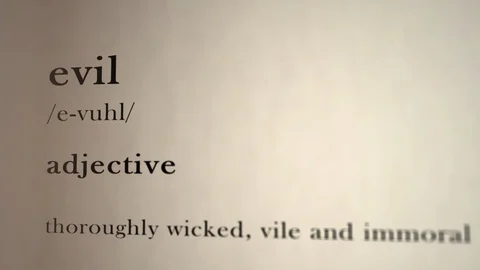 evil
/e-vuhl/
adjective
thoroughly wicked, vile and immoral